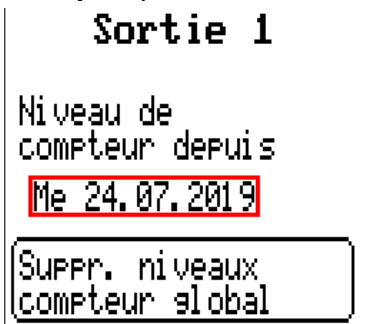 Sortie 1
Niveau de
compteur depuis
Me 24.07.2019
Suppr. niveaux
compteur global